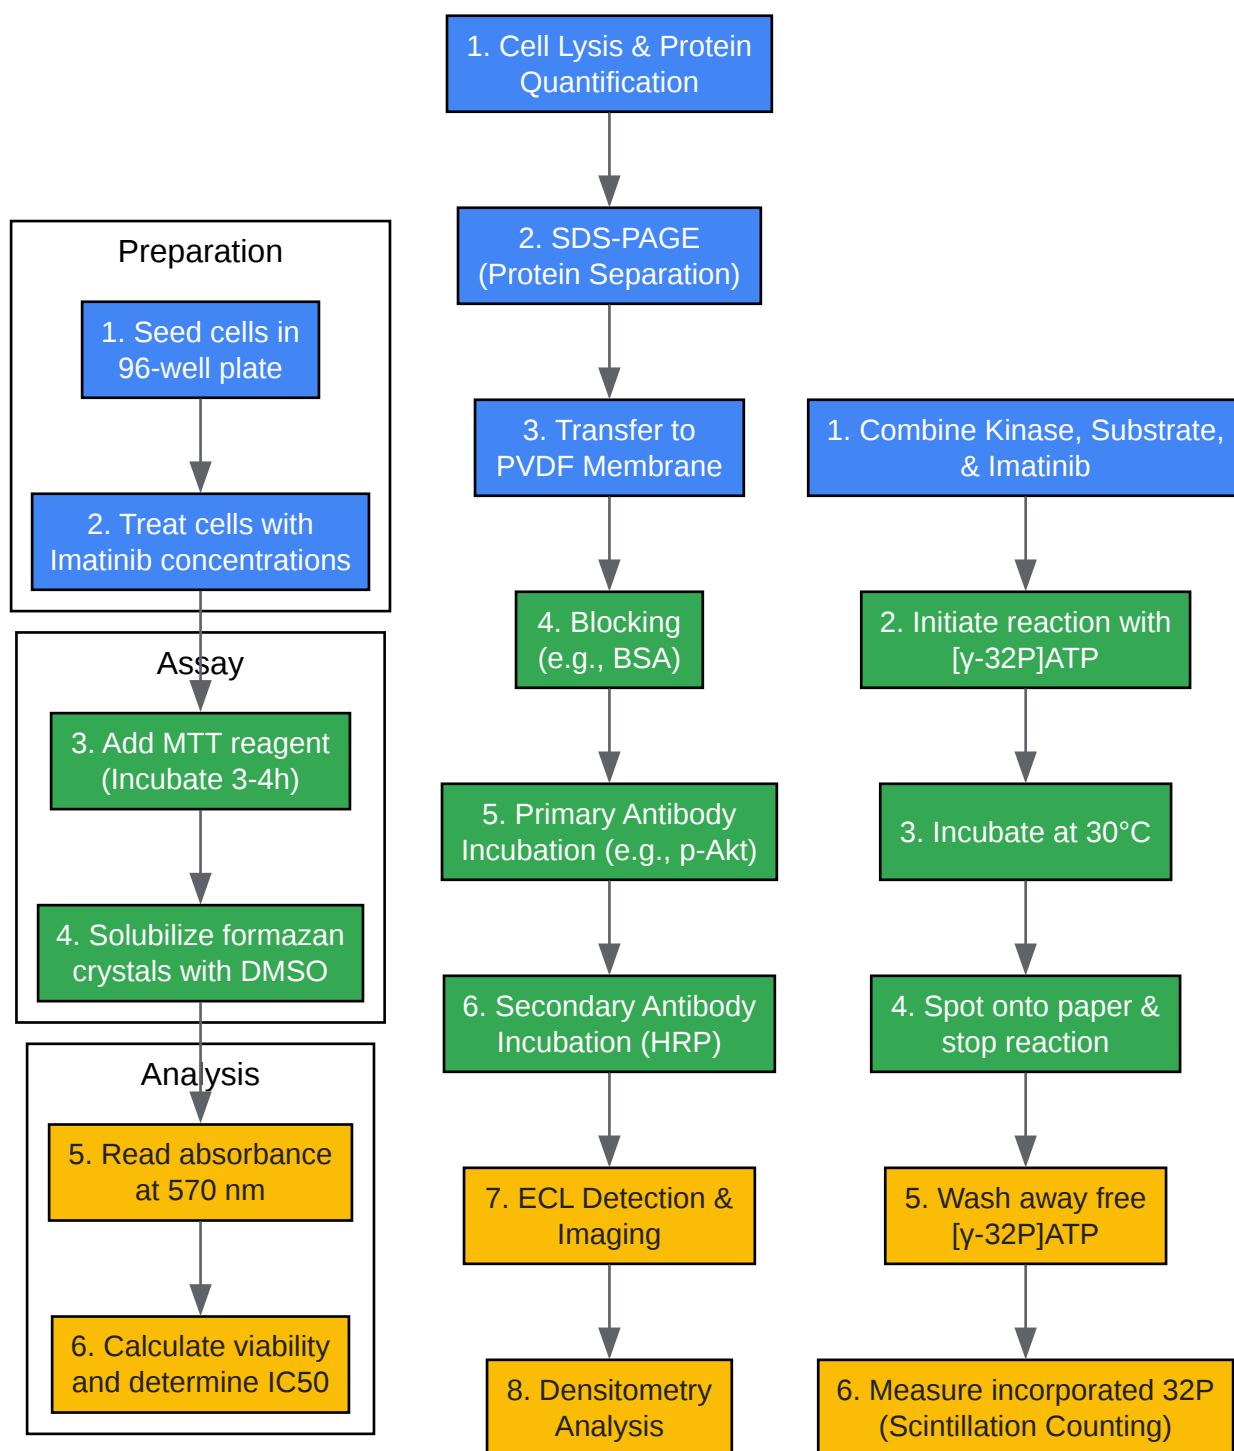 Preparation
1. Seed cells in
96-well plate
2. Treat cells with
Imatinib concentrations
Assay
3. Add MTT reagent
(Incubate 3-4h)
4. Solubilize formazan
crystals with DMSO
Analysis
5. Read absorbance
at 570 nm
6. Calculate viability
and determine IC50
1. Cell Lysis & Protein
Quantification
2. SDS-PAGE
(Protein Separation)
3. Transfer to
PVDF Membrane
4. Blocking
(e.g., BSA)
5. Primary Antibody
Incubation (e.g., p-Akt)
6. Secondary Antibody
Incubation (HRP)
7. ECL Detection &
Imaging
8. Densitometry
Analysis
1. Combine Kinase, Substrate,
& Imatinib
2. Initiate reaction with
[γ-32P]ATP
3. Incubate at 30°C
4. Spot onto paper &
stop reaction
5. Wash away free
[γ-32P]ATP
6. Measure incorporated 32P
(Scintillation Counting)